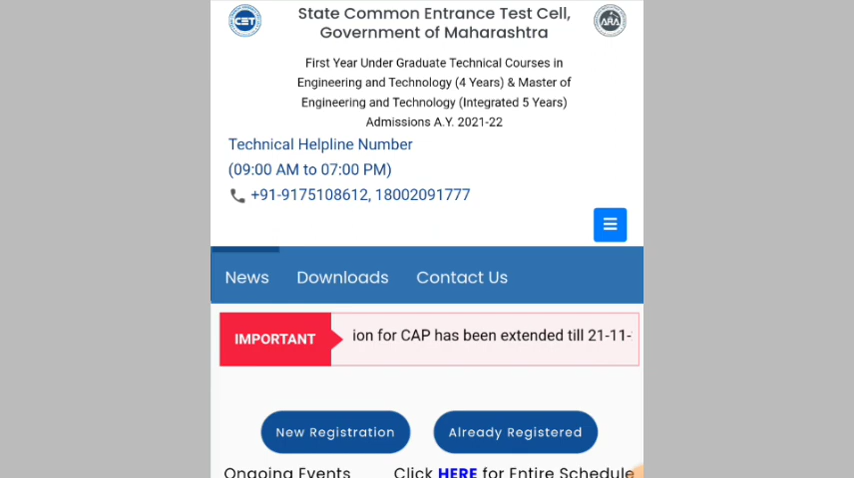 CET
State Common Entrance Test Cell,
Government of Maharashtra
ARA
First Year Under Graduate Technical Courses in
Engineering and Technology (4 Years) & Master of
Engineering and Technology (Integrated 5 Years)
Admissions A.Y. 2021-22
Technical Helpline Number
(09:00 AM to 07:00 PM)
+91-9175108612, 18002091777
News Downloads Contact Us
IMPORTANT ion for CAP has been extended till 21-11-
New Registration Already Registered
Ongoing Events Click HERE for Entire Schedule